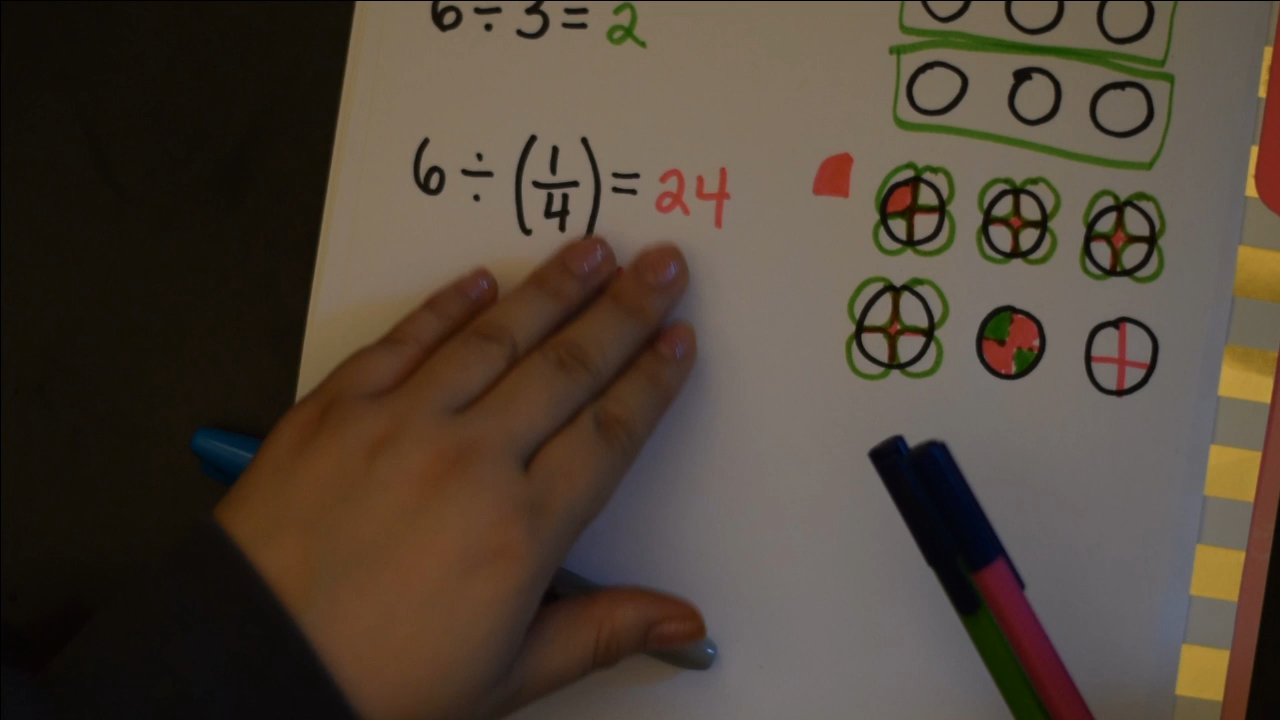 6 ÷ 3 = 2
6 ÷ (1/4) = 24